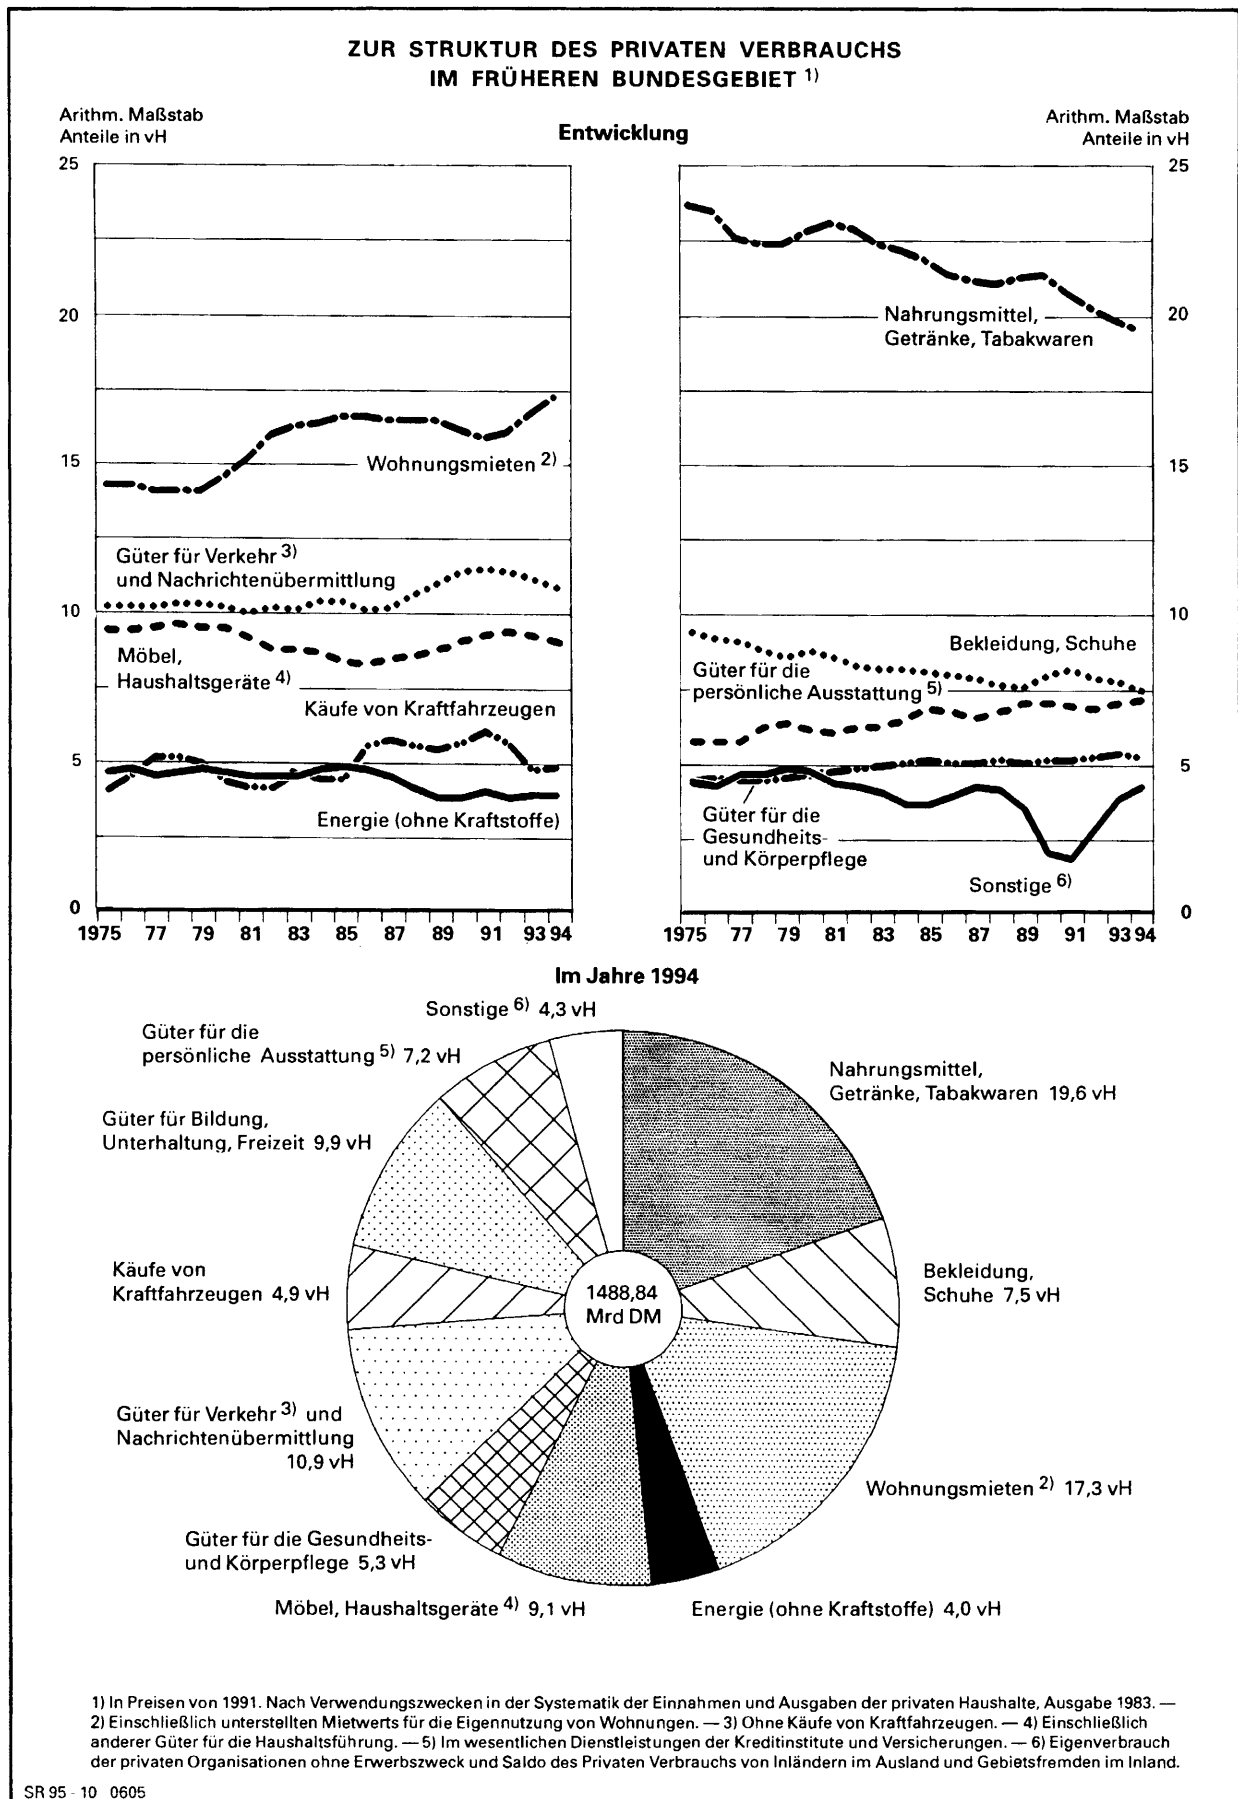 ZUR STRUKTUR DES PRIVATEN VERBRAUCHS
IM FRÜHEREN BUNDESGEBIET 1)
Arithm. Maßstab
Anteile in vH
Entwicklung
Arithm. Maßstab
Anteile in vH
25
20
15
10
5
0
Wohnungsmieten 2)
Güter für Verkehr 3)
und Nachrichtenübermittlung
Möbel,
Haushaltsgeräte 4)
Käufe von Kraftfahrzeugen
Energie (ohne Kraftstoffe)
1975 77 79 81 83 85 87 89 91 93 94
25
20
15
10
5
0
Nahrungsmittel,
Getränke, Tabakwaren
Bekleidung, Schuhe
Güter für die
persönliche Ausstattung 5)
Güter für die
Gesundheits-
und Körperpflege
Sonstige 6)
1975 77 79 81 83 85 87 89 91 93 94
Im Jahre 1994
Sonstige 6) 4,3 vH
Güter für die
persönliche Ausstattung 5) 7,2 vH
Nahrungsmittel,
Getränke, Tabakwaren 19,6 vH
Güter für Bildung,
Unterhaltung, Freizeit 9,9 vH
Käufe von
Kraftfahrzeugen 4,9 vH
1488,84
Mrd DM
Bekleidung,
Schuhe 7,5 vH
Güter für Verkehr 3) und
Nachrichtenübermittlung
10,9 vH
Wohnungsmieten 2) 17,3 vH
Güter für die Gesundheits-
und Körperpflege 5,3 vH
Möbel, Haushaltsgeräte 4) 9,1 vH
Energie (ohne Kraftstoffe) 4,0 vH
1) In Preisen von 1991. Nach Verwendungszwecken in der Systematik der Einnahmen und Ausgaben der privaten Haushalte, Ausgabe 1983. —
2) Einschließlich unterstellten Mietwerts für die Eigennutzung von Wohnungen. — 3) Ohne Käufe von Kraftfahrzeugen. — 4) Einschließlich
anderer Güter für die Haushaltsführung. — 5) Im wesentlichen Dienstleistungen der Kreditinstitute und Versicherungen. — 6) Eigenverbrauch
der privaten Organisationen ohne Erwerbszweck und Saldo des Privaten Verbrauchs von Inländern im Ausland und Gebietsfremden im Inland.
SR 95 - 10 0605